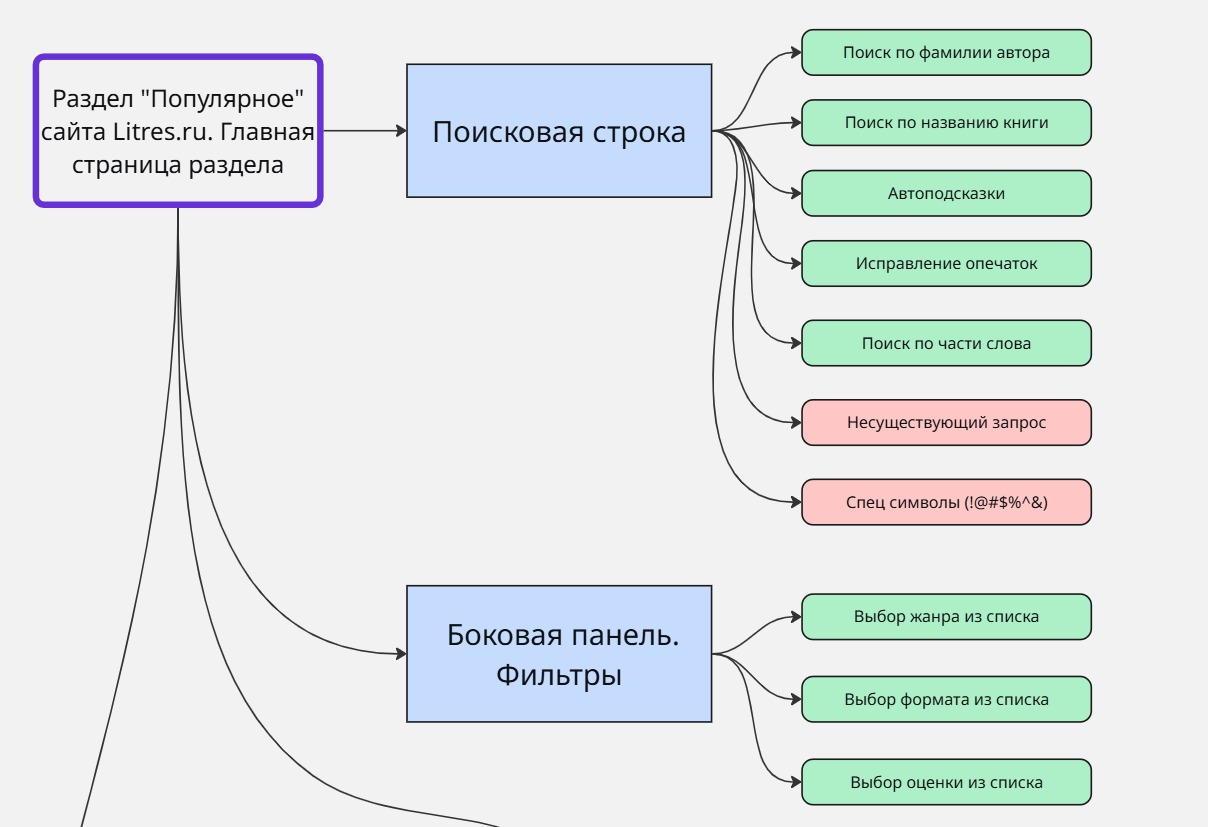 Раздел "Популярное"
сайта Litres.ru. Главная
страница раздела
Поисковая строка
Поиск по фамилии автора
Поиск по названию книги
Автоподсказки
Исправление опечаток
Поиск по части слова
Несуществующий запрос
Спец символы (!@#$%^&)
Боковая панель.
Фильтры
Выбор жанра из списка
Выбор формата из списка
Выбор оценки из списка